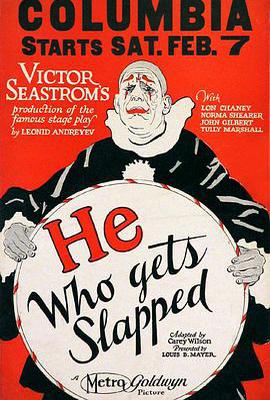 COLUMBIA
STARTS SAT. FEB. 7
VICTOR
SEASTROM'S
production of the
famous stage play
by LEONID ANDREYEV
With
LON CHANEY
NORMA SHEARER
JOHN GILBERT
TULLY MARSHALL
He
Who gets
Slapped
Adapted by
Carey Wilson
Presented by
LOUIS B. MAYER.
A Metro Goldwyn
Picture